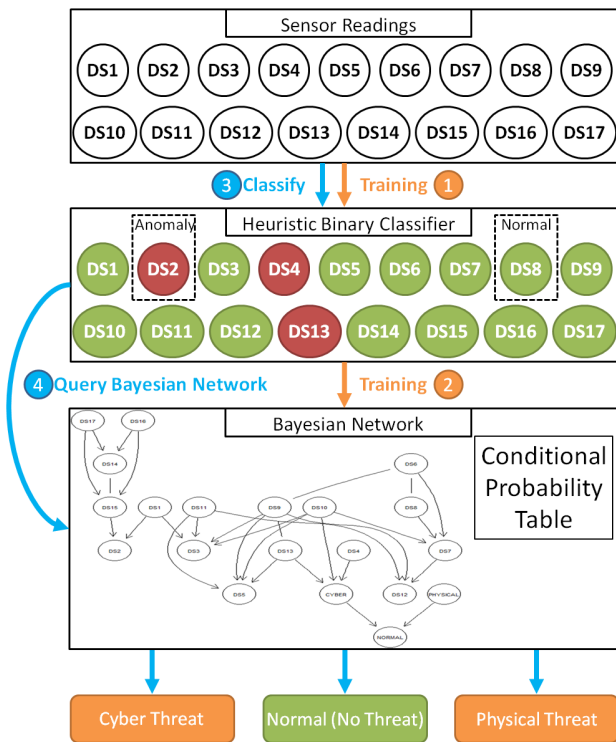 Sensor Readings
DS1 DS2 DS3 DS4 DS5 DS6 DS7 DS8 DS9
DS10 DS11 DS12 DS13 DS14 DS15 DS16 DS17
3 Classify Training 1
Anomaly Heuristic Binary Classifier Normal
DS1 DS2 DS3 DS4 DS5 DS6 DS7 DS8 DS9
DS10 DS11 DS12 DS13 DS14 DS15 DS16 DS17
4 Query Bayesian Network Training 2
Bayesian Network
Conditional
Probability
Table
DS17 DS16
DS14 DS6
DS15 DS1 DS11 DS9 DS10 DS8
DS2 DS3 DS13 DS4 DS7
DS5 CYBER DS12 PHYSICAL
NORMAL
Cyber Threat Normal (No Threat) Physical Threat